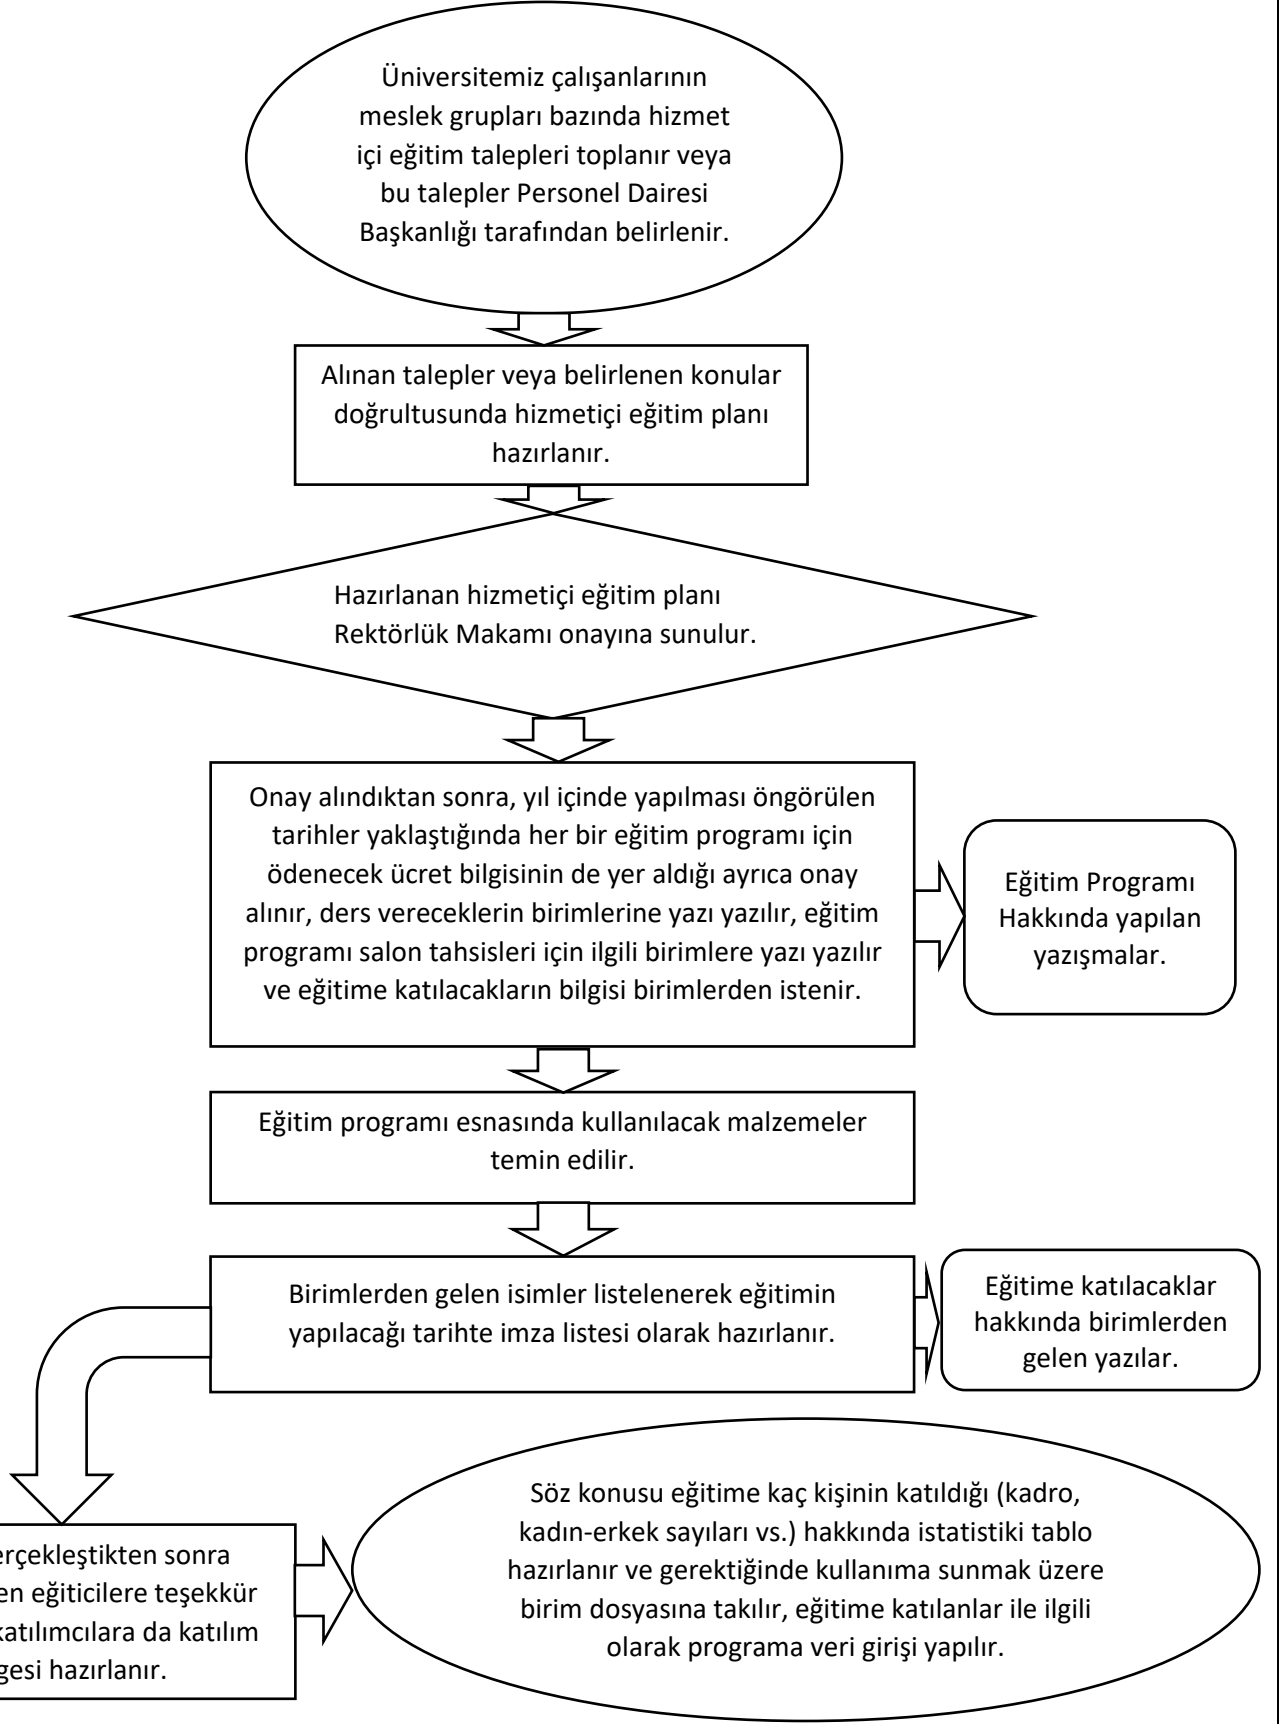 Üniversitemiz çalışanlarının
meslek grupları bazında hizmet
içi eğitim talepleri toplanır veya
bu talepler Personel Dairesi
Başkanlığı tarafından belirlenir.
Alınan talepler veya belirlenen konular
doğrultusunda hizmetiçi eğitim planı
hazırlanır.
Hazırlanan hizmetiçi eğitim planı
Rektörlük Makamı onayına sunulur.
Onay alındıktan sonra, yıl içinde yapılması öngörülen
tarihler yaklaştığında her bir eğitim programı için
ödenecek ücret bilgisinin de yer aldığı ayrıca onay
alınır, ders vereceklerin birimlerine yazı yazılır, eğitim
programı salon tahsisleri için ilgili birimlere yazı yazılır
ve eğitime katılacakların bilgisi birimlerden istenir.
Eğitim Programı
Hakkında yapılan
yazışmalar.
Eğitim programı esnasında kullanılacak malzemeler
temin edilir.
Birimlerden gelen isimler listelenerek eğitimin
yapılacağı tarihte imza listesi olarak hazırlanır.
Eğitime katılacaklar
hakkında birimlerden
gelen yazılar.
erçekleştikten sonra
en eğiticilere teşekkür
katılımcılara da katılım
gesi hazırlanır.
Söz konusu eğitime kaç kişinin katıldığı (kadro,
kadın-erkek sayıları vs.) hakkında istatistiki tablo
hazırlanır ve gerektiğinde kullanıma sunmak üzere
birim dosyasına takılır, eğitime katılanlar ile ilgili
olarak programa veri girişi yapılır.